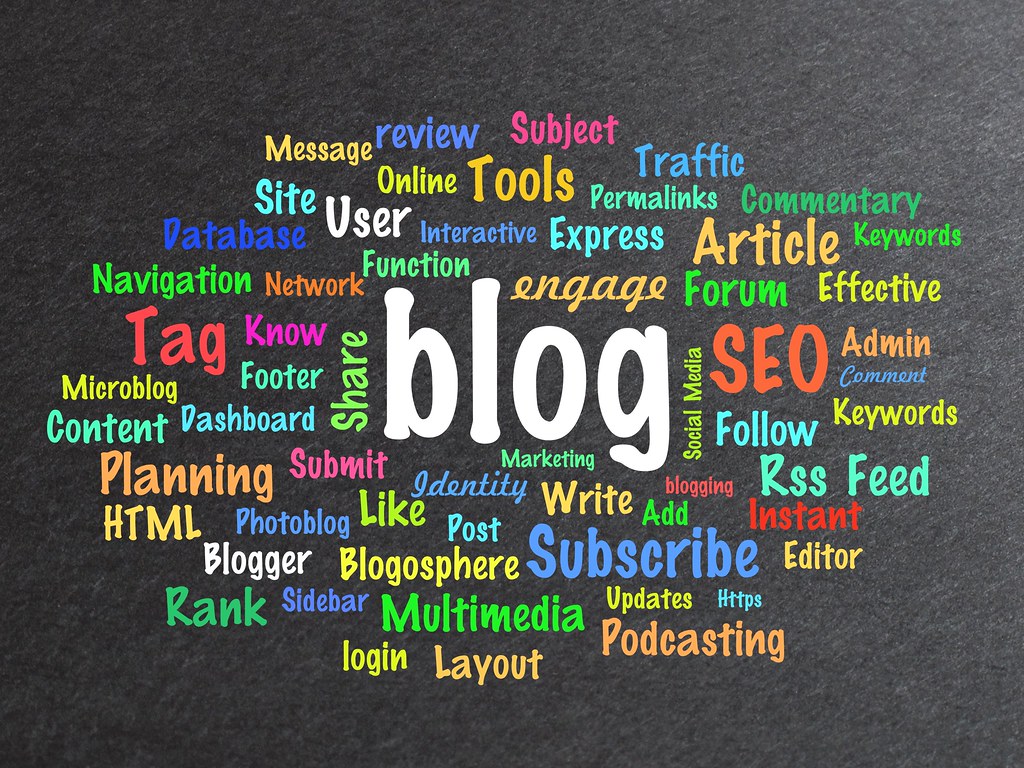 Message review Subject
Online Tools Traffic
Site User Permalinks Commentary
Database Interactive Express Article Keywords
Navigation Network Function engage Forum Effective
Tag Know Share blog Social Media SEO Admin
Microblog Footer Comment
Content Dashboard Follow Keywords
Planning Submit Identity Marketing Write blogging Rss Feed
HTML Photoblog Like Post Add Instant
Blogger Blogosphere Subscribe Editor
Rank Sidebar Multimedia Updates Https
login Layout Podcasting